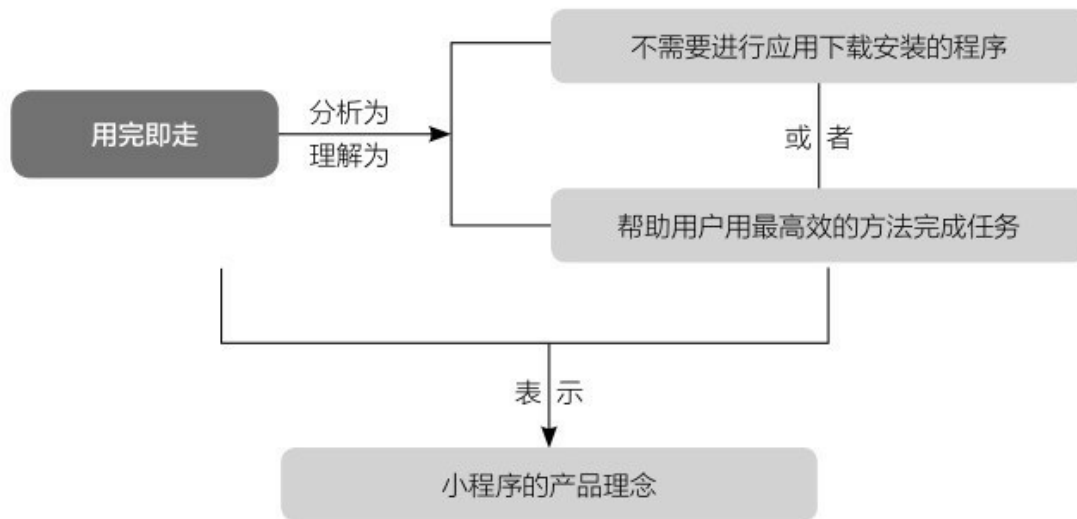 不需要进行应用下载安装的程序
用完即走
分析为
理解为
或者
帮助用户用最高效的方法完成任务
表示
小程序的产品理念